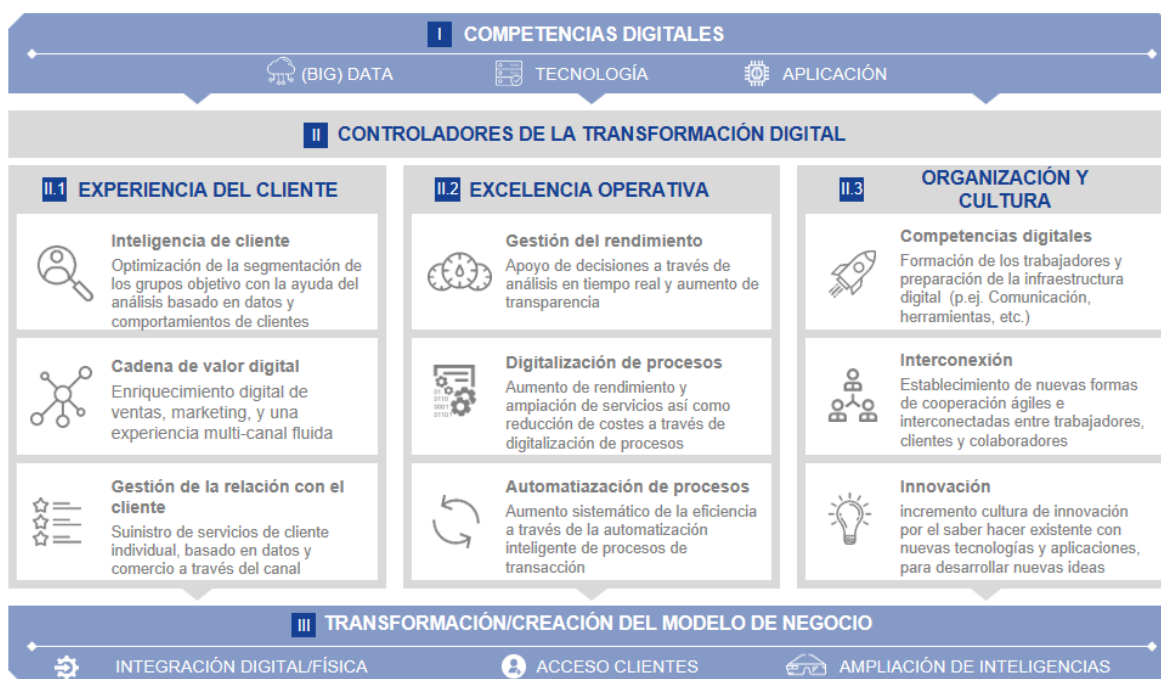 I COMPETENCIAS DIGITALES
(BIG) DATA
TECNOLOGÍA
APLICACIÓN
II CONTROLADORES DE LA TRANSFORMACIÓN DIGITAL
II.1 EXPERIENCIA DEL CLIENTE
Inteligencia de cliente
Optimización de la segmentación de
los grupos objetivo con la ayuda del
análisis basado en datos y
comportamientos de clientes
Cadena de valor digital
Enriquecimiento digital de
ventas, marketing, y una
experiencia multi-canal fluida
Gestión de la relación con el
cliente
Suinistro de servicios de cliente
individual, basado en datos y
comercio a través del canal
II.2 EXCELENCIA OPERATIVA
Gestión del rendimiento
Apoyo de decisiones a través de
análisis en tiempo real y aumento de
transparencia
01
0110
0001
01101
Digitalización de procesos
Aumento de rendimiento y
ampiación de servicios así como
reducción de costes a través de
digitalización de procesos
Automatiazación de procesos
Aumento sistemático de la eficiencia
a través de la automatización
inteligente de procesos de
transacción
II.3 ORGANIZACIÓN Y
CULTURA
Competencias digitales
Formación de los trabajadores y
preparación de la infraestructura
digital (p.ej. Comunicación,
herramientas, etc.)
Interconexión
Establecimiento de nuevas formas
de cooperación ágiles e
interconectadas entre trabajadores,
clientes y colaboradores
Innovación
incremento cultura de innovación
por el saber hacer existente con
nuevas tecnologías y aplicaciones,
para desarrollar nuevas ideas
III TRANSFORMACIÓN/CREACIÓN DEL MODELO DE NEGOCIO
INTEGRACIÓN DIGITAL/FÍSICA
ACCESO CLIENTES
AMPLIACIÓN DE INTELIGENCIAS